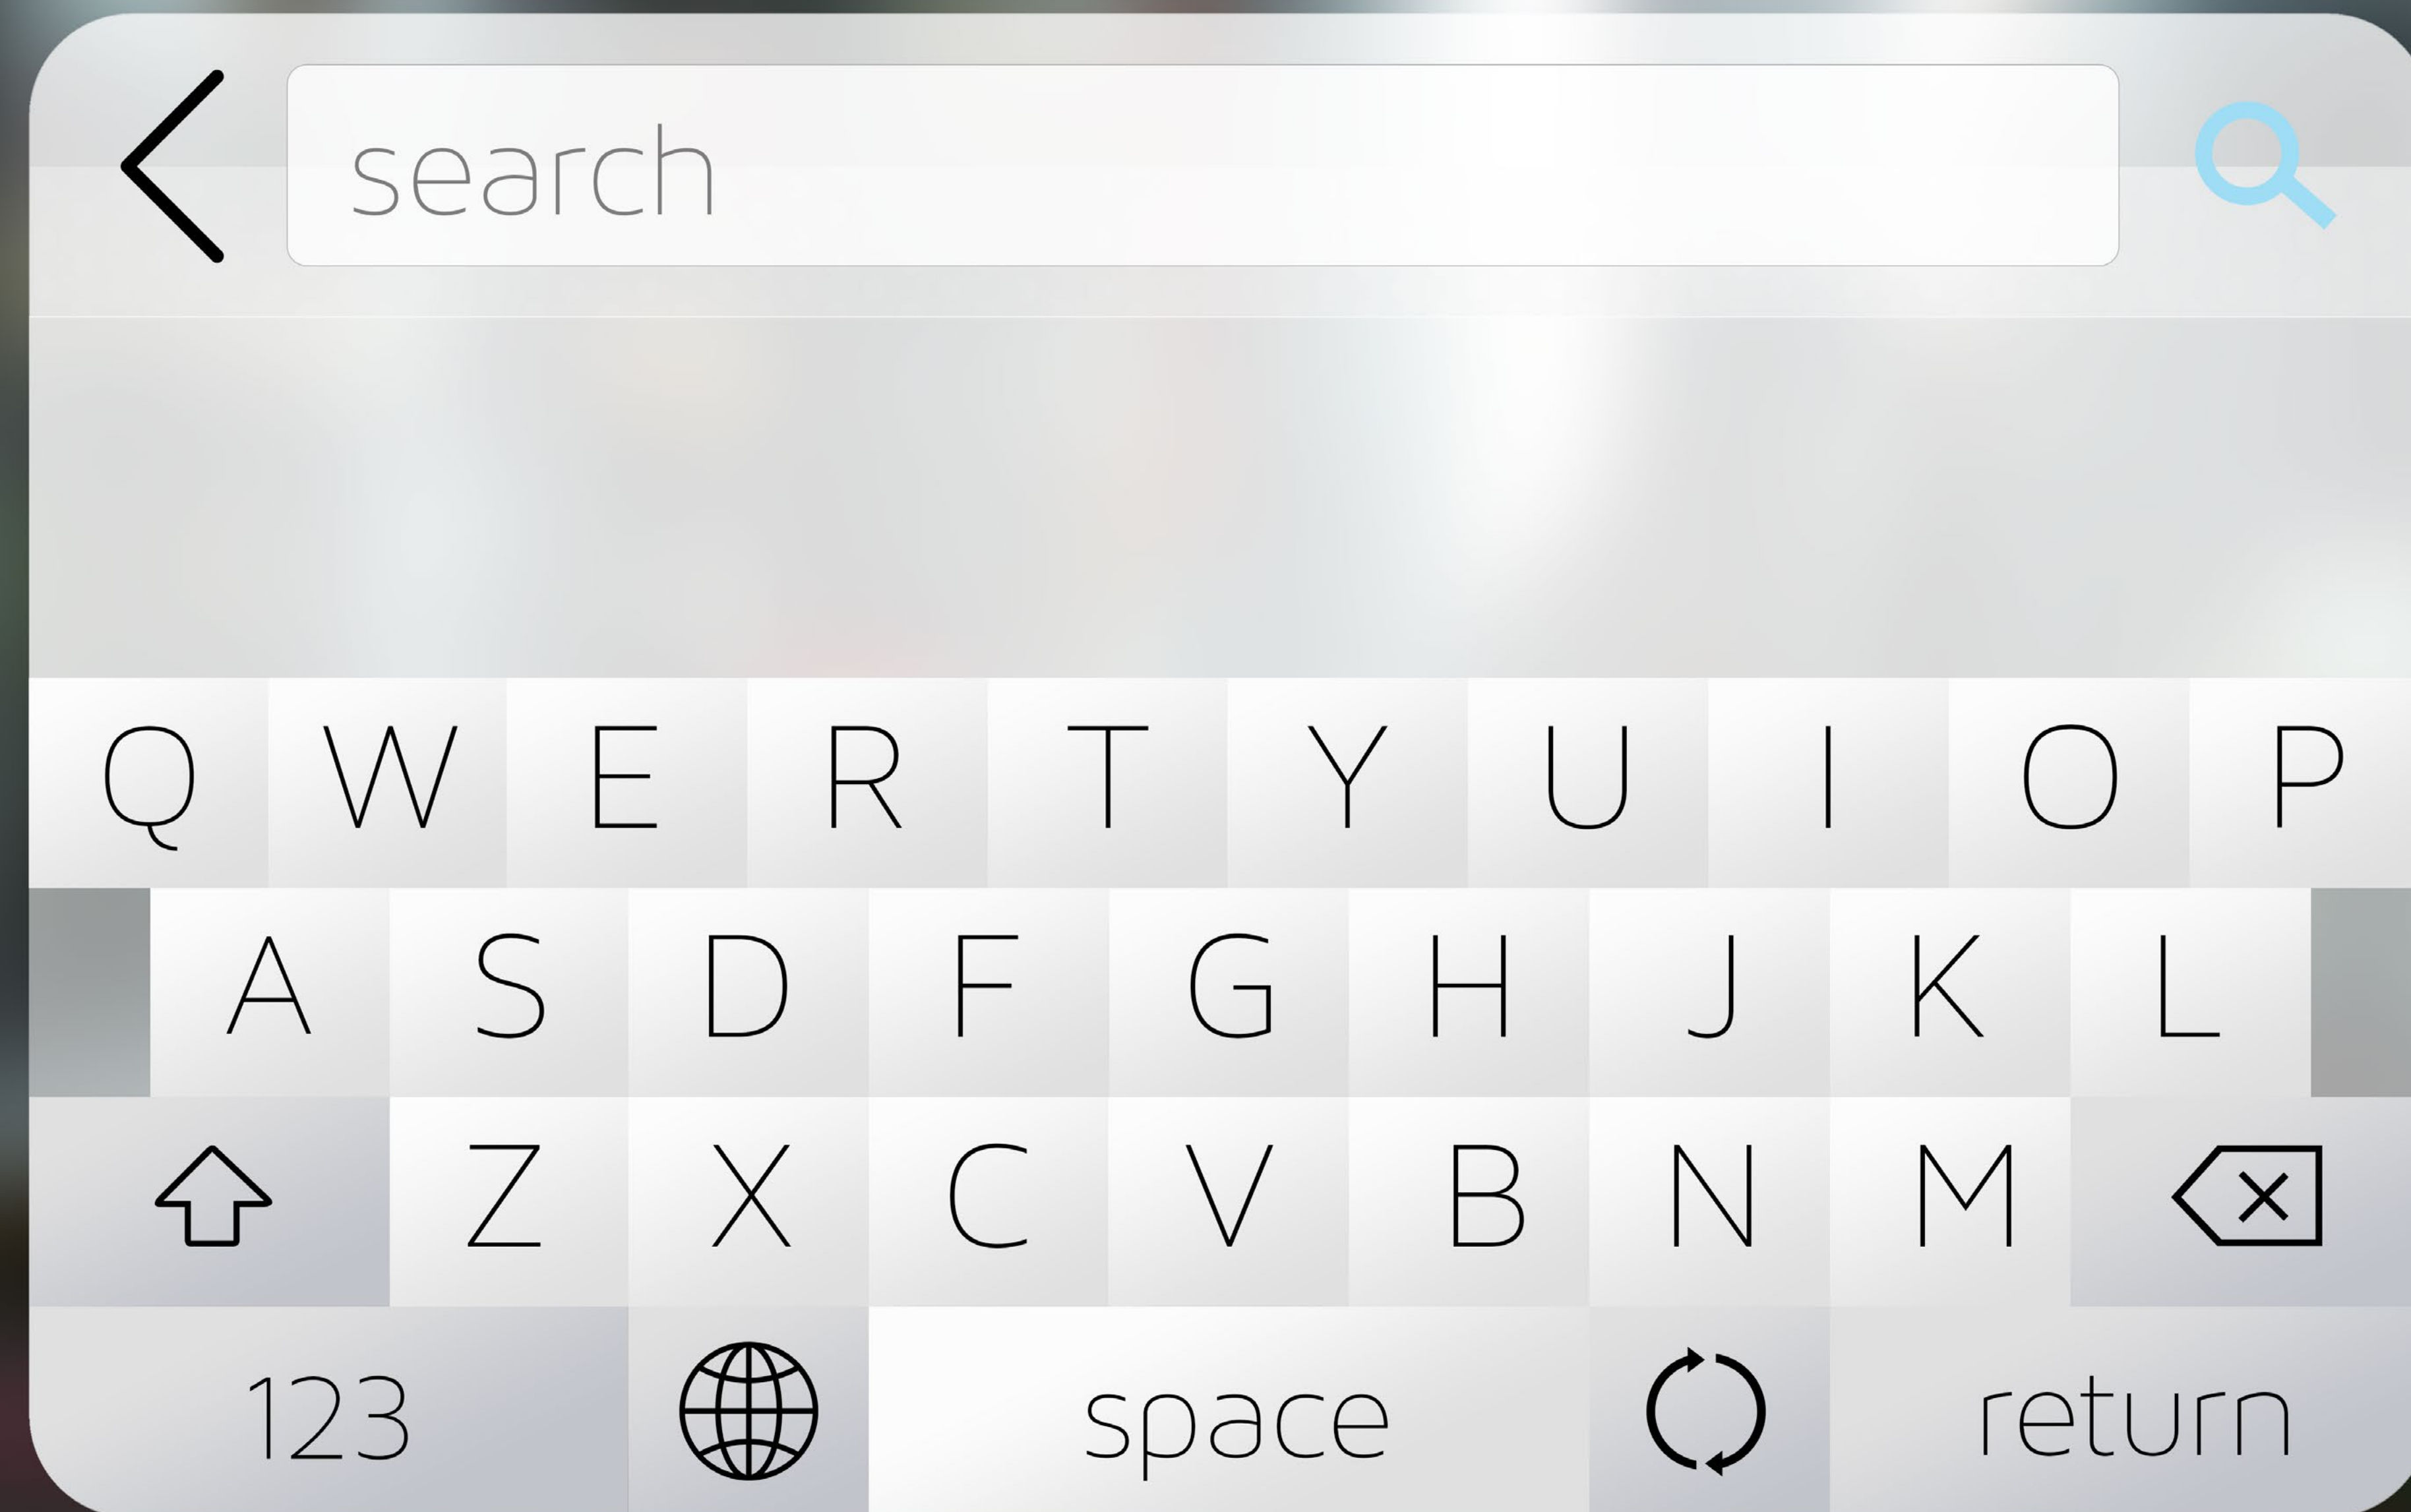 search
Q W E R T Y U I O P
A S D F G H J K L
Z X C V B N M
123 space return